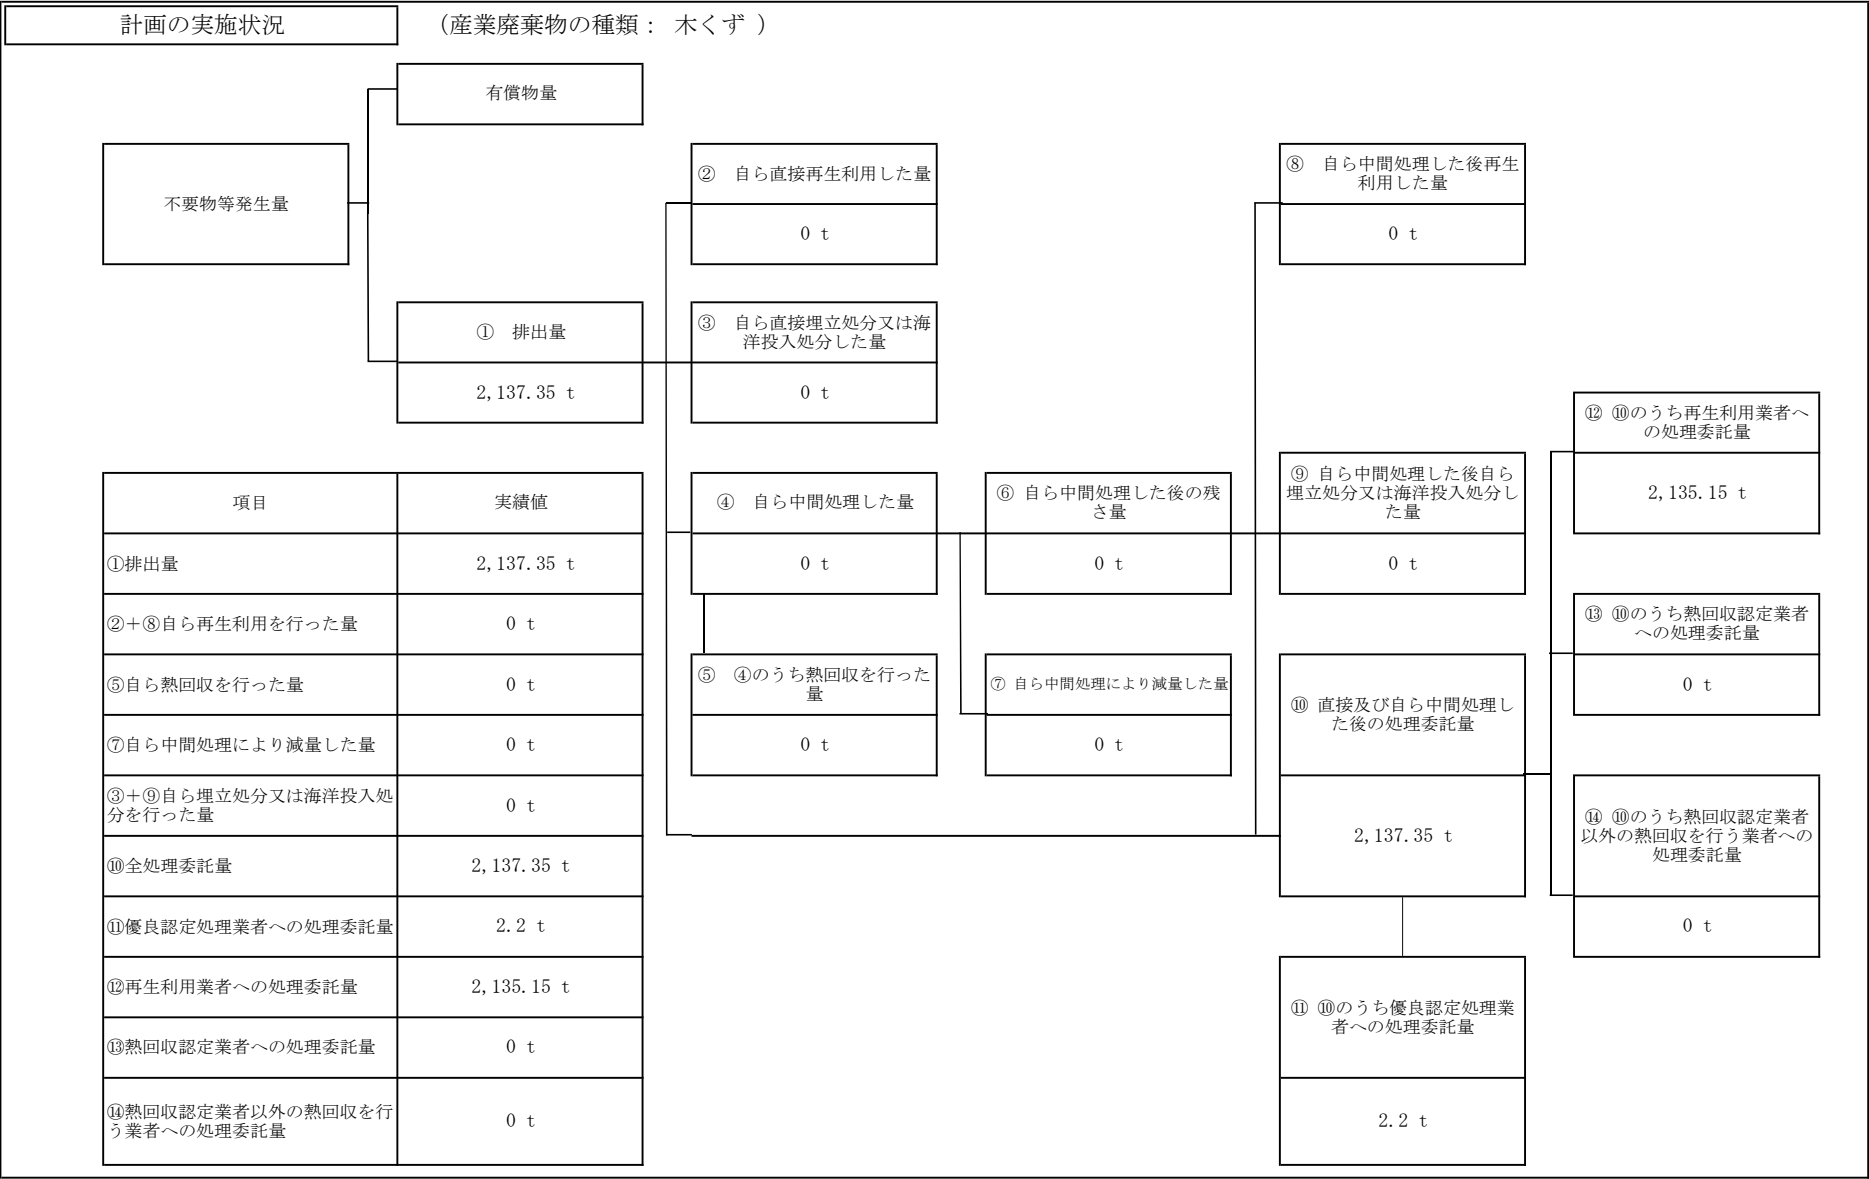 計画の実施状況
（産業廃棄物の種類： 木くず ）
有償物量
不要物等発生量
② 自ら直接再生利用した量
0 t
⑧ 自ら中間処理した後再生
利用した量
0 t
① 排出量
2,137.35 t
③ 自ら直接埋立処分又は海
洋投入処分した量
0 t
⑫ ⑩のうち再生利用業者へ
の処理委託量
2,135.15 t
④ 自ら中間処理した量
0 t
⑥ 自ら中間処理した後の残
さ量
0 t
⑨ 自ら中間処理した後自ら
埋立処分又は海洋投入処分し
た量
0 t
⑬ ⑩のうち熱回収認定業者
への処理委託量
0 t
⑤ ④のうち熱回収を行った
量
0 t
⑦ 自ら中間処理により減量した量
0 t
⑩ 直接及び自ら中間処理し
た後の処理委託量
2,137.35 t
⑭ ⑩のうち熱回収認定業者
以外の熱回収を行う業者への
処理委託量
0 t
⑪ ⑩のうち優良認定処理業
者への処理委託量
2.2 t
項目 実績値
①排出量 2,137.35 t
②＋⑧自ら再生利用を行った量 0 t
⑤自ら熱回収を行った量 0 t
⑦自ら中間処理により減量した量 0 t
③＋⑨自ら埋立処分又は海洋投入処
分を行った量
0 t
⑩全処理委託量 2,137.35 t
⑪優良認定処理業者への処理委託量 2.2 t
⑫再生利用業者への処理委託量 2,135.15 t
⑬熱回収認定業者への処理委託量 0 t
⑭熱回収認定業者以外の熱回収を行
う業者への処理委託量
0 t